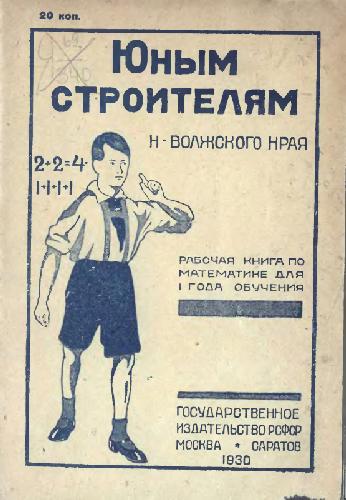 20 коп.
Юным
строителям
Н-Волжского края
2+2=4
Рабочая книга по
математике для
I года обучения
Государственное
издательство РСФСР
Москва • Саратов
1930